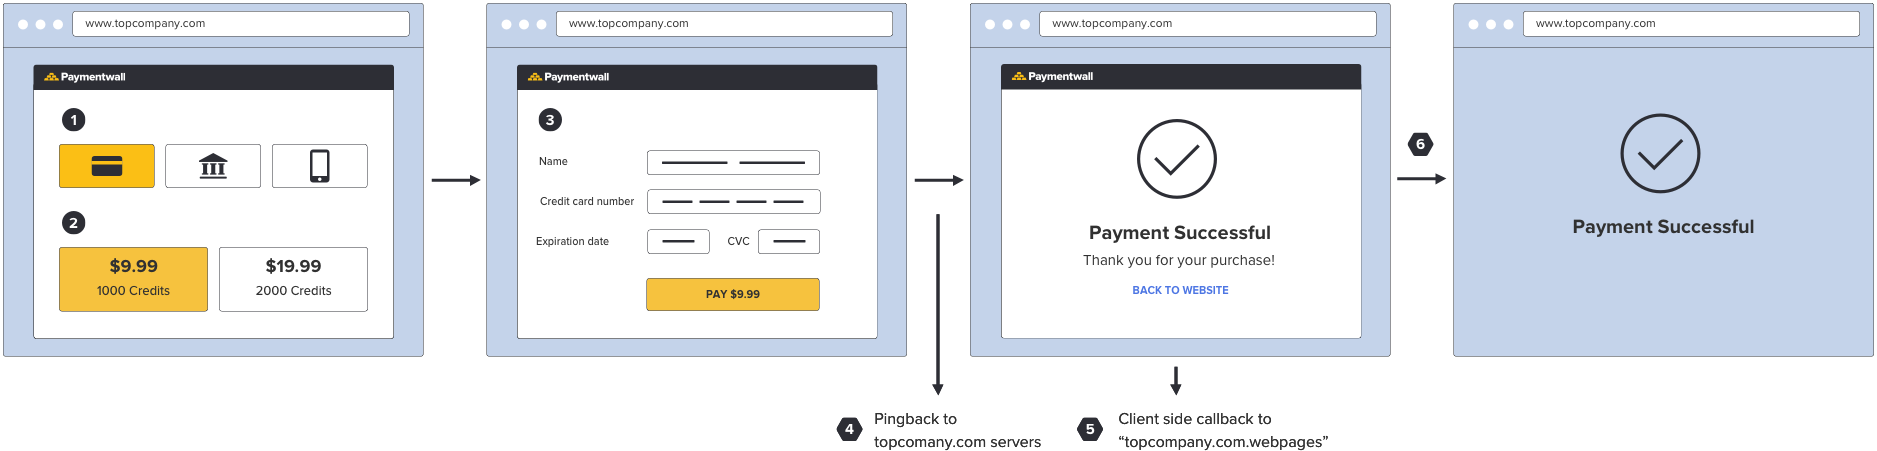 www.topcompany.com
Paymentwall
1
2
$9.99
1000 Credits
$19.99
2000 Credits
www.topcompany.com
Paymentwall
3
Name
Credit card number
Expiration date
CVC
PAY $9.99
4
Pingback to
topcomany.com servers
www.topcompany.com
Paymentwall
Payment Successful
Thank you for your purchase!
BACK TO WEBSITE
5
Client side callback to
“topcompany.com.webpages”
6
www.topcompany.com
Payment Successful